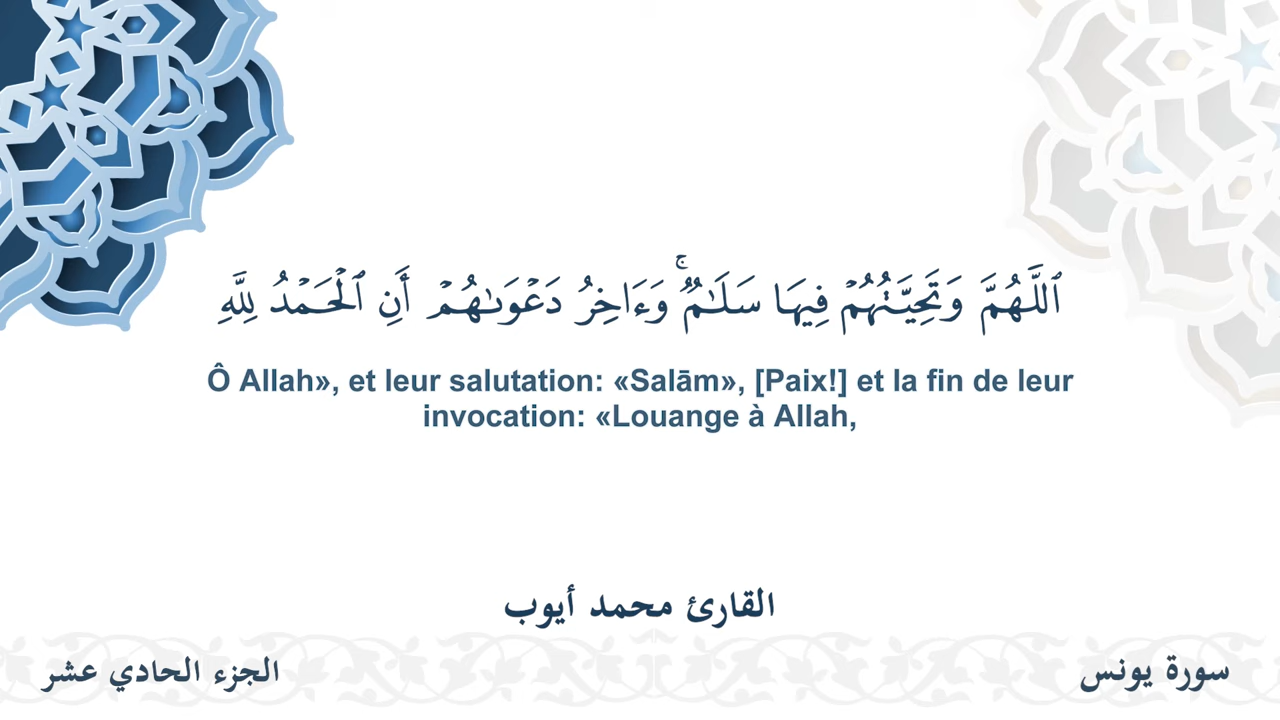 ٱللَّهُمَّ وَتَحِيَّتُهُمۡ فِيهَا سَلَٰمٞۚ وَءَاخِرُ دَعۡوَىٰهُمۡ أَنِ ٱلۡحَمۡدُ لِلَّهِ
Ô Allah», et leur salutation: «Salām», [Paix!] et la fin de leur
invocation: «Louange à Allah,
القارئ محمد أيوب
سورة يونس
الجزء الحادي عشر